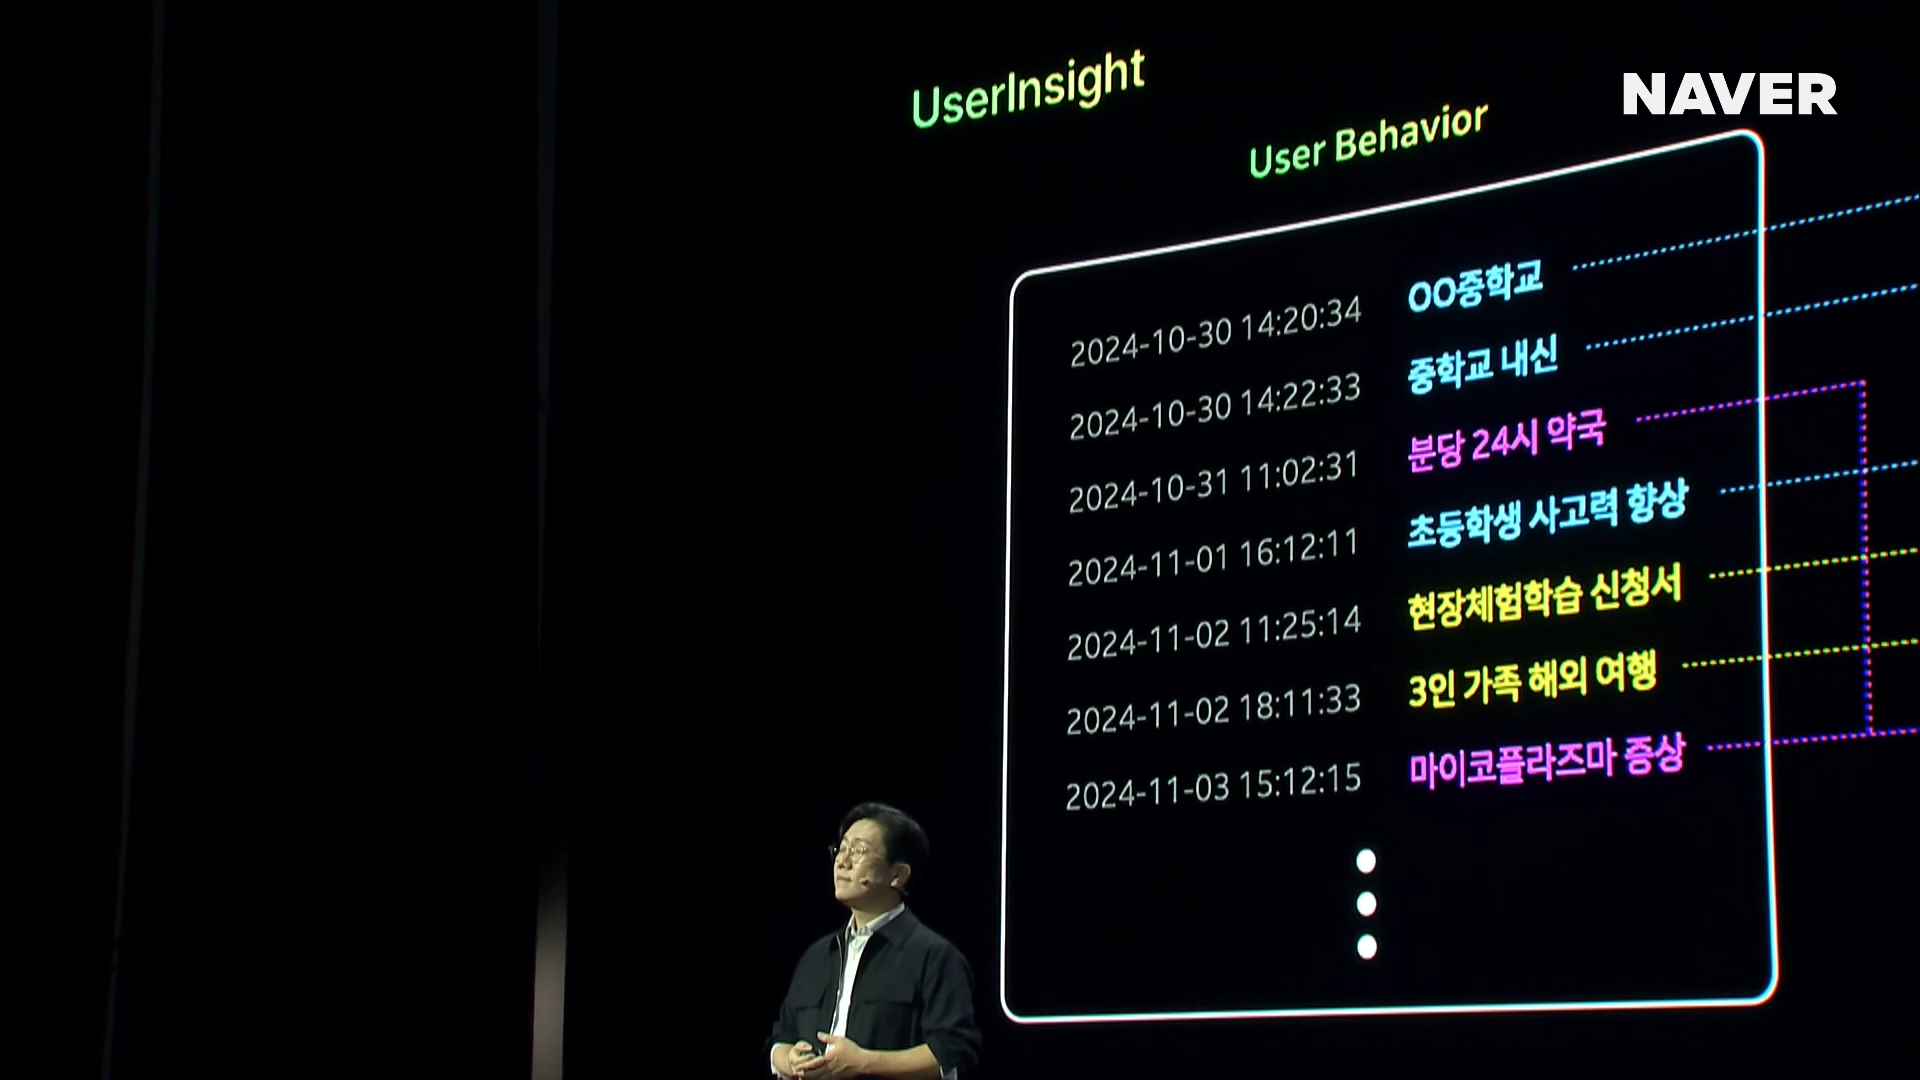 NAVER
UserInsight
User Behavior
2024-10-30 14:20:34 OO중학교
2024-10-30 14:22:33 중학교 내신
2024-10-31 11:02:31 분당 24시 약국
2024-11-01 16:12:11 초등학생 사고력 향상
2024-11-02 11:25:14 현장체험학습 신청서
2024-11-02 18:11:33 3인 가족 해외 여행
2024-11-03 15:12:15 마이코플라즈마 증상